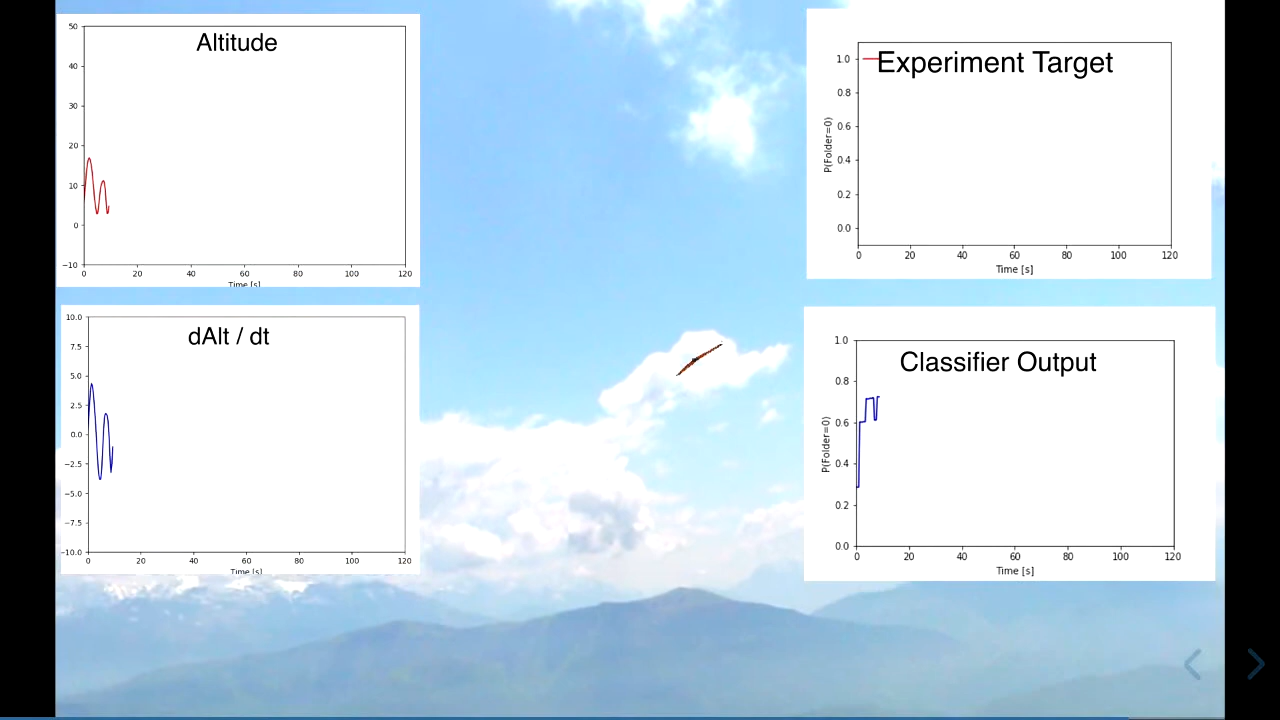 Altitude
50
40
30
20
10
0
−10
0 20 40 60 80 100 120
Time [s]
Experiment Target
P(Folder=0)
1.0
0.8
0.6
0.4
0.2
0.0
0 20 40 60 80 100 120
Time [s]
dAlt / dt
10.0
7.5
5.0
2.5
0.0
−2.5
−5.0
−7.5
−10.0
0 20 40 60 80 100 120
Time [s]
Classifier Output
P(Folder=0)
1.0
0.8
0.6
0.4
0.2
0.0
0 20 40 60 80 100 120
Time [s]